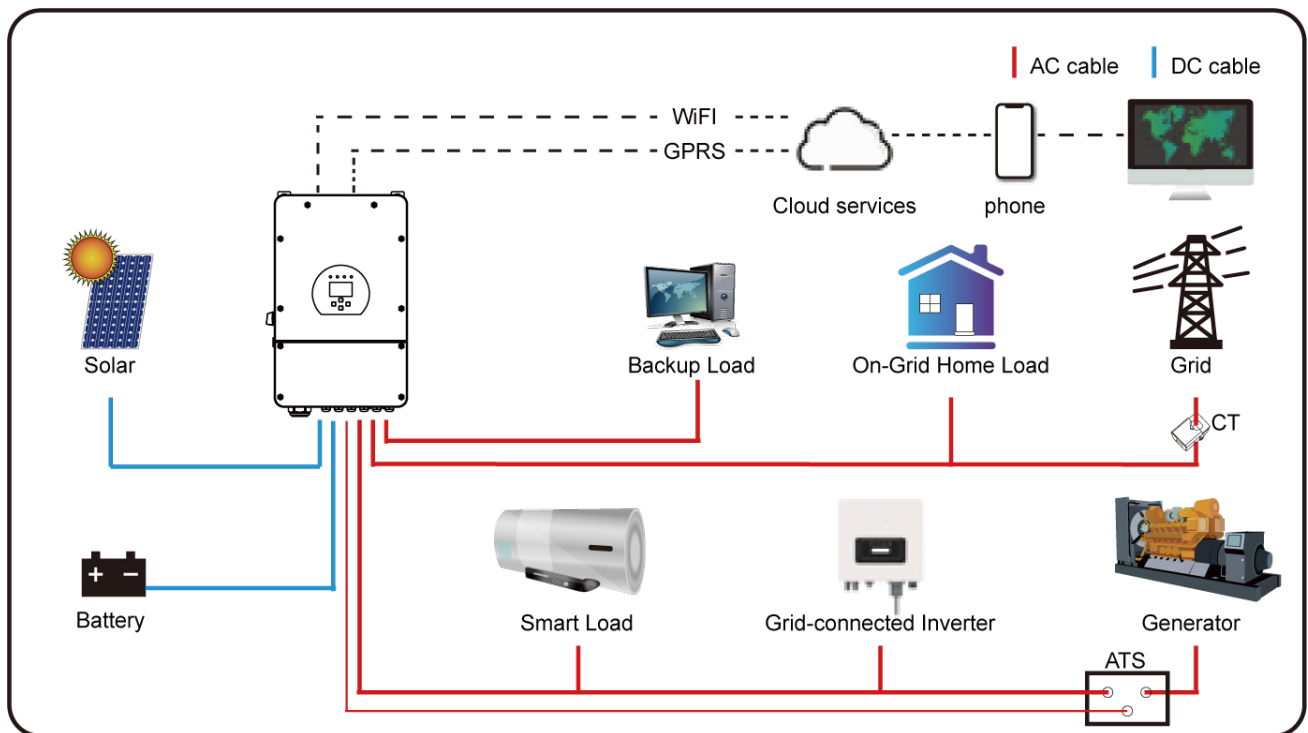 AC cable
DC cable
WiFI
GPRS
Cloud services
phone
Solar
Backup Load
On-Grid Home Load
Grid
CT
+ −
Battery
Smart Load
Grid-connected Inverter
Generator
ATS